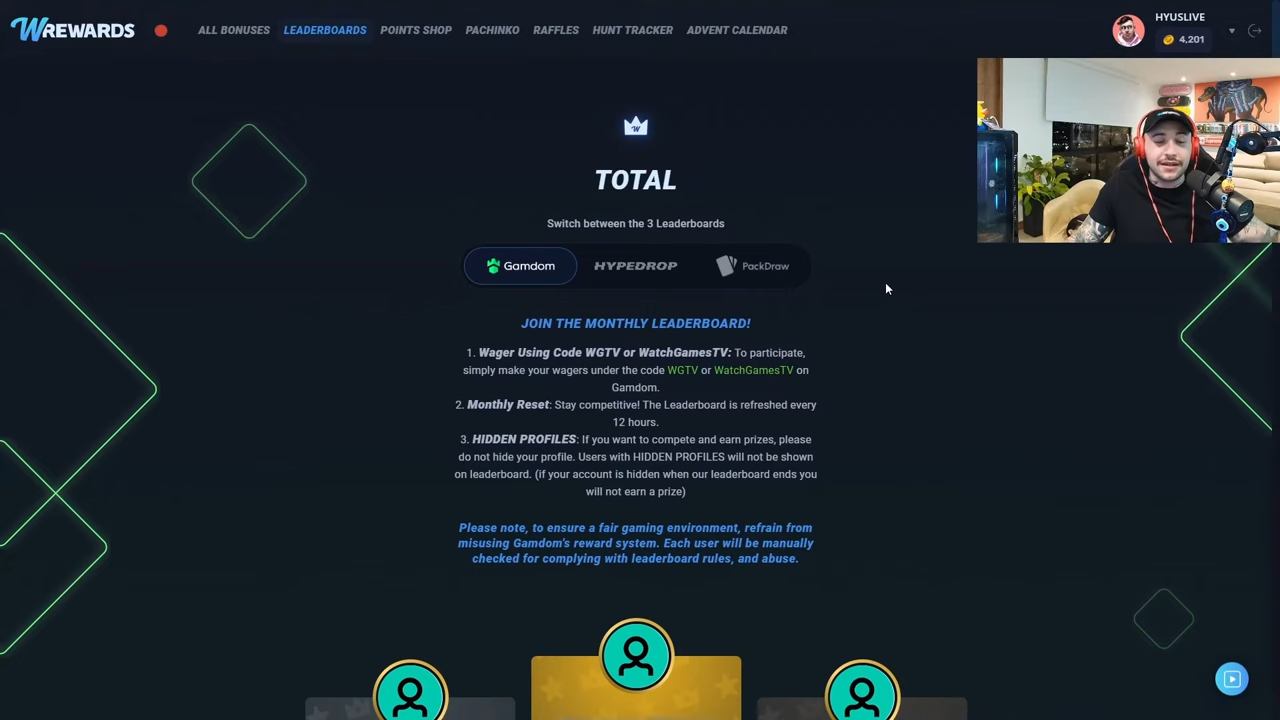 WREWARDS
ALL BONUSES LEADERBOARDS POINTS SHOP PACHINKO RAFFLES HUNT TRACKER ADVENT CALENDAR
HYUSLIVE
4,201
W
TOTAL
Switch between the 3 Leaderboards
Gamdom HYPEDROP PackDraw
JOIN THE MONTHLY LEADERBOARD!
1. Wager Using Code WGTV or WatchGamesTV: To participate,
simply make your wagers under the code WGTV or WatchGamesTV on
Gamdom.
2. Monthly Reset: Stay competitive! The Leaderboard is refreshed every
12 hours.
3. HIDDEN PROFILES: If you want to compete and earn prizes, please
do not hide your profile. Users with HIDDEN PROFILES will not be shown
on leaderboard. (if your account is hidden when our leaderboard ends you
will not earn a prize)
Please note, to ensure a fair gaming environment, refrain from
misusing Gamdom's reward system. Each user will be manually
checked for complying with leaderboard rules, and abuse.